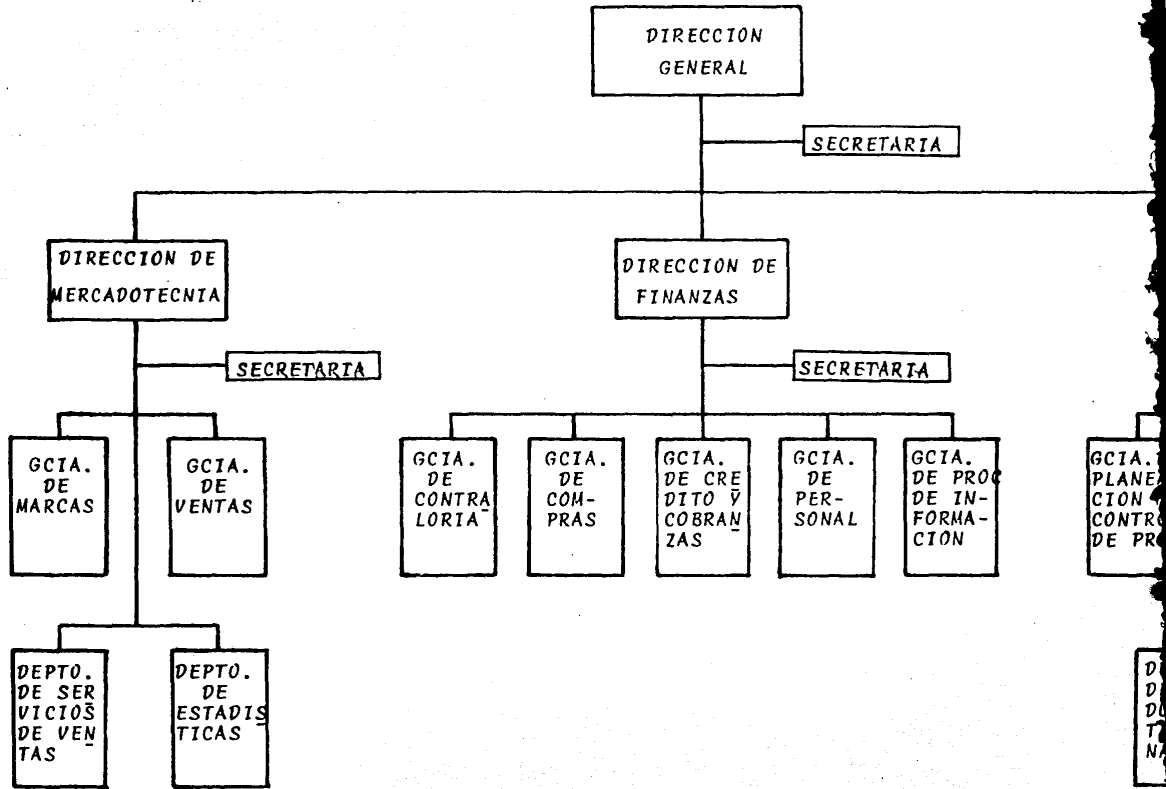 DIRECCION
GENERAL
SECRETARIA
DIRECCION DE
MERCADOTECNIA
DIRECCION DE
FINANZAS
SECRETARIA
SECRETARIA
GCIA.
DE
MARCAS
GCIA.
DE
VENTAS
GCIA.
DE
CONTRA
LORIA
GCIA.
DE
COM-
PRAS
GCIA.
DE CRE
DITO Y
COBRAN
ZAS
GCIA.
DE
PER-
SONAL
GCIA.
DE PROC
DE IN-
FORMA-
CION
GCIA.
CION
DEPTO.
DE SER
VICIOS
DE VEN
TAS
DEPTO.
DE
ESTADIS
TICAS